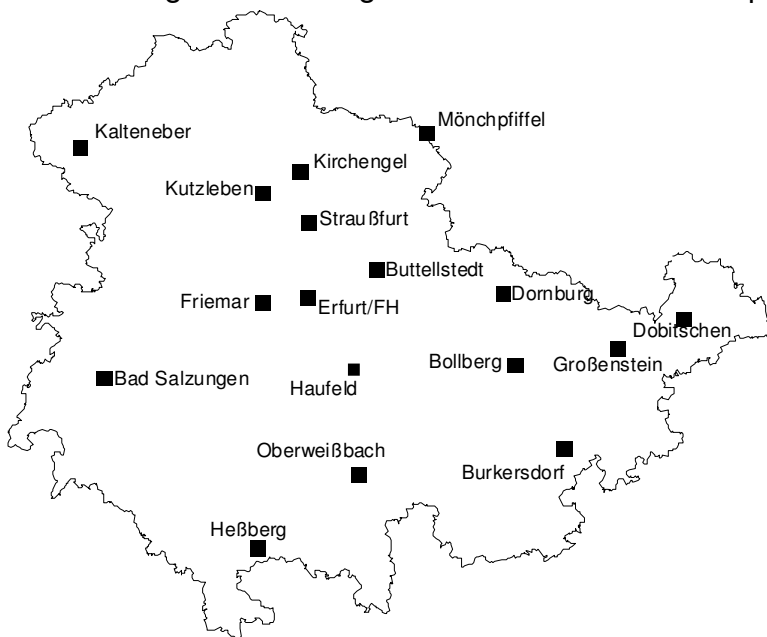 Mönchpfiffel
Kalteneber
Kirchengel
Kutzleben
Straußfurt
Buttellstedt
Dornburg
Friemar
Erfurt/FH
Dobitschen
Bollberg
Großenstein
Bad Salzungen
Haufeld
Oberweißbach
Burkersdorf
Heßberg